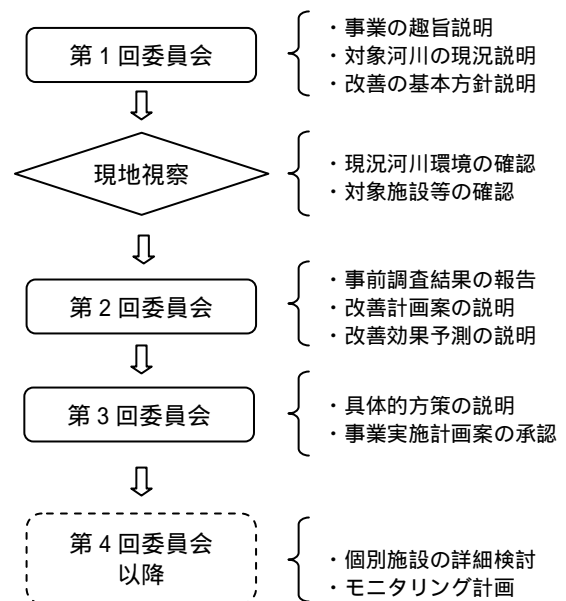 第１回委員会
・事業の趣旨説明
・対象河川の現況説明
・改善の基本方針説明
現地視察
・現況河川環境の確認
・対象施設等の確認
第２回委員会
・事前調査結果の報告
・改善計画案の説明
・改善効果予測の説明
第３回委員会
・具体的方策の説明
・事業実施計画案の承認
第４回委員会
以降
・個別施設の詳細検討
・モニタリング計画